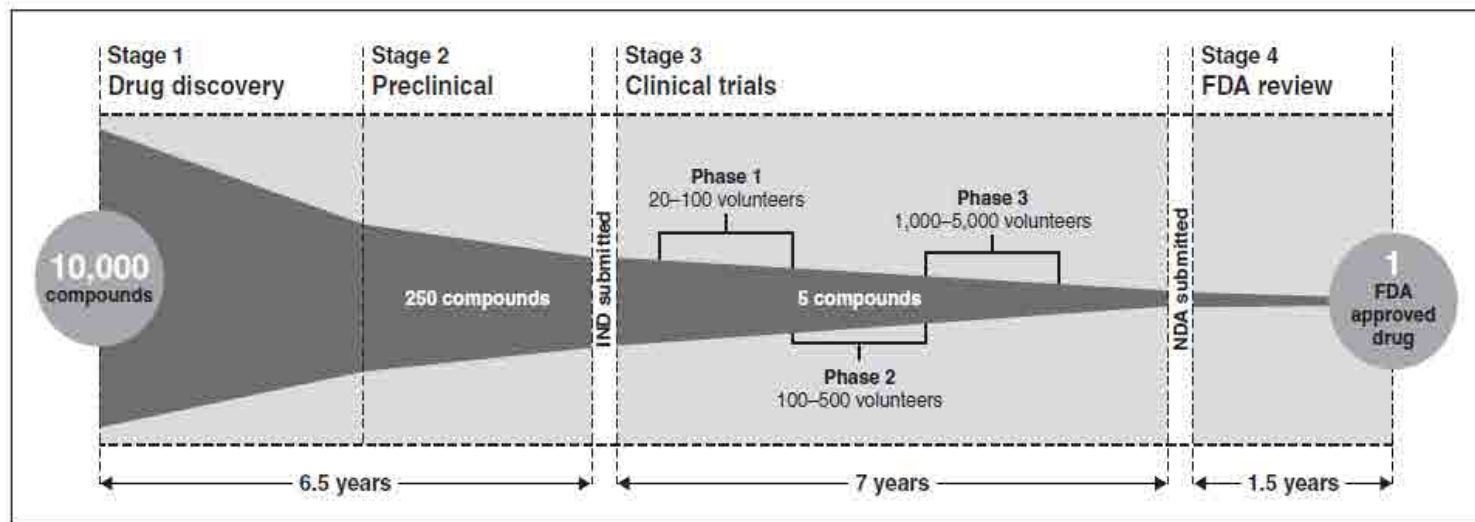 Stage 1
Drug discovery
Stage 2
Preclinical
Stage 3
Clinical trials
Stage 4
FDA review
10,000
compounds
250 compounds
IND submitted
Phase 1
20–100 volunteers
Phase 3
1,000–5,000 volunteers
5 compounds
Phase 2
100–500 volunteers
NDA submitted
1
FDA
approved
drug
6.5 years
7 years
1.5 years